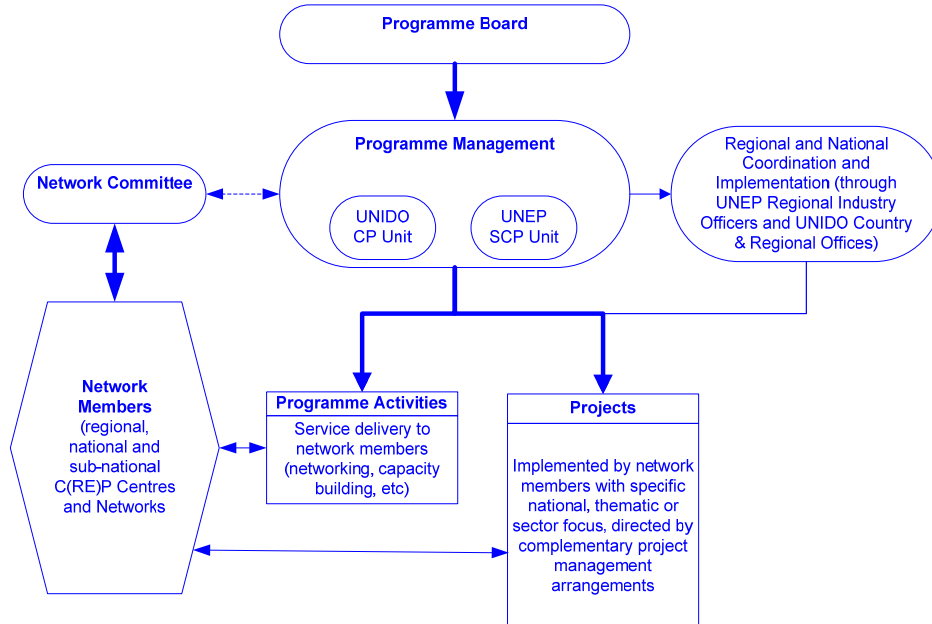 Programme Board
Programme Management
UNIDO
CP Unit
UNEP
SCP Unit
Regional and National
Coordination and
Implementation (through
UNEP Regional Industry
Officers and UNIDO Country
& Regional Offices)
Network Committee
Network
Members
(regional,
national and
sub-national
C(RE)P Centres
and Networks
Programme Activities
Service delivery to
network members
(networking, capacity
building, etc)
Projects
Implemented by network
members with specific
national, thematic or
sector focus, directed by
complementary project
management
arrangements